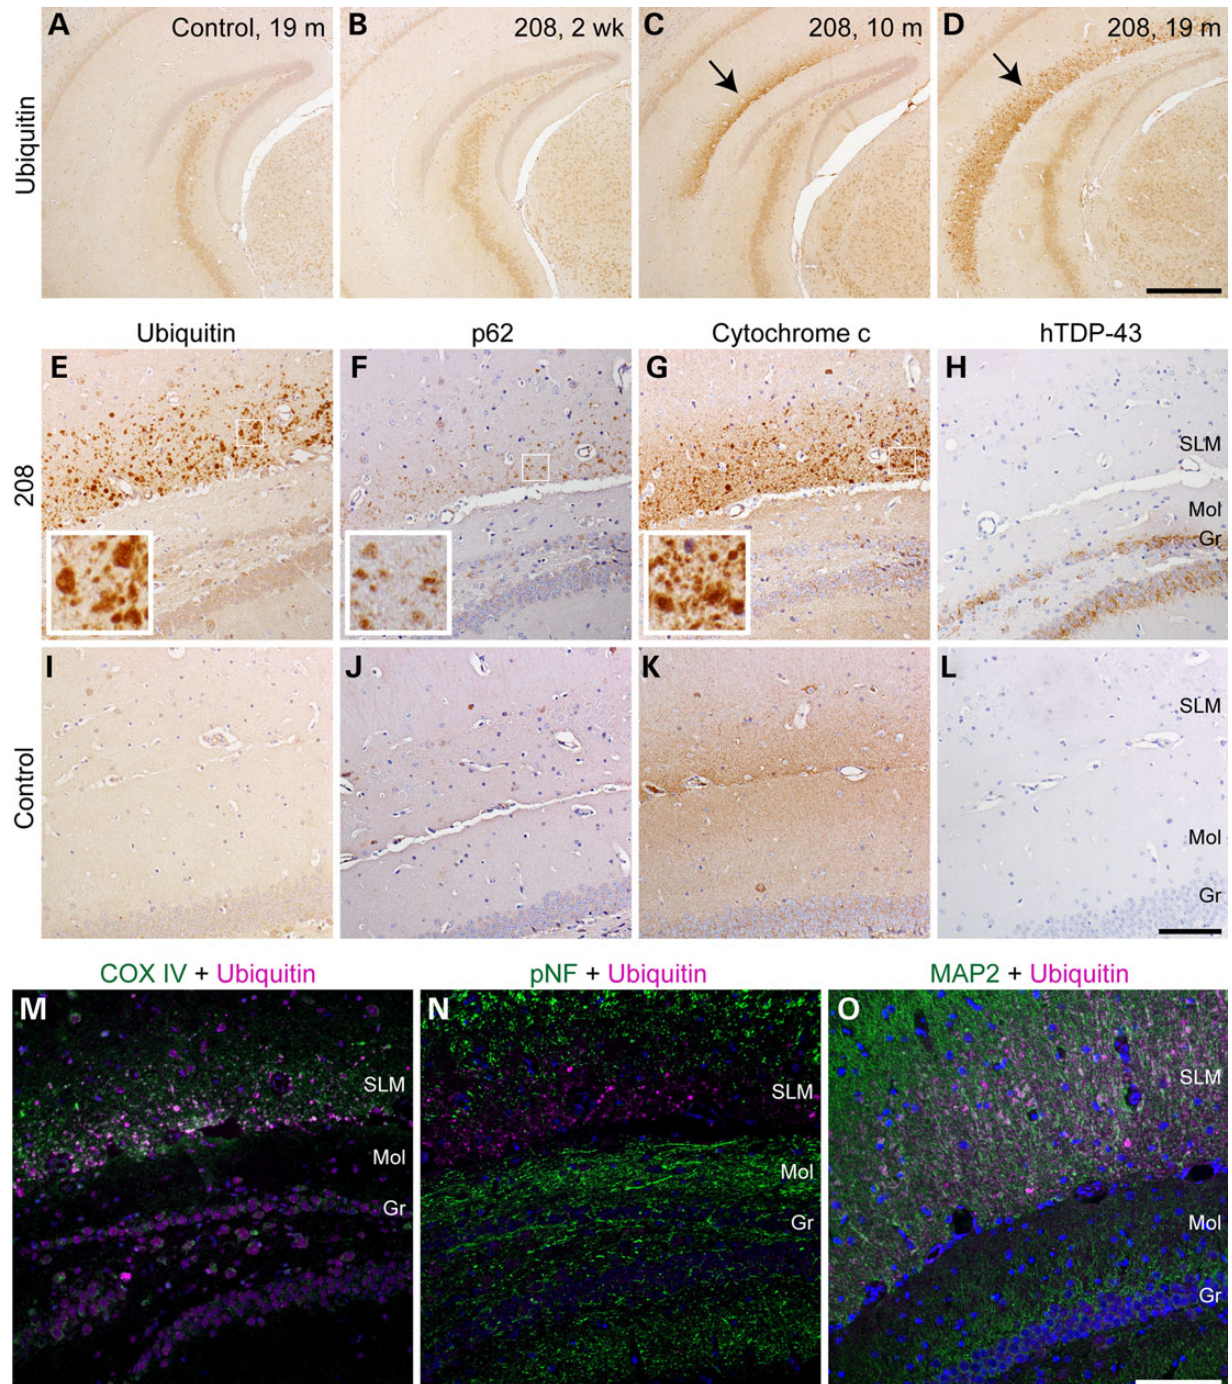 A
Control, 19 m
B
208, 2 wk
C
208, 10 m
D
208, 19 m
Ubiquitin
Ubiquitin
p62
Cytochrome c
hTDP-43
E
F
G
H
SLM
Mol
Gr
208
I
J
K
L
SLM
Mol
Gr
Control
COX IV + Ubiquitin
pNF + Ubiquitin
MAP2 + Ubiquitin
M
SLM
Mol
Gr
N
SLM
Mol
Gr
O
SLM
Mol
Gr